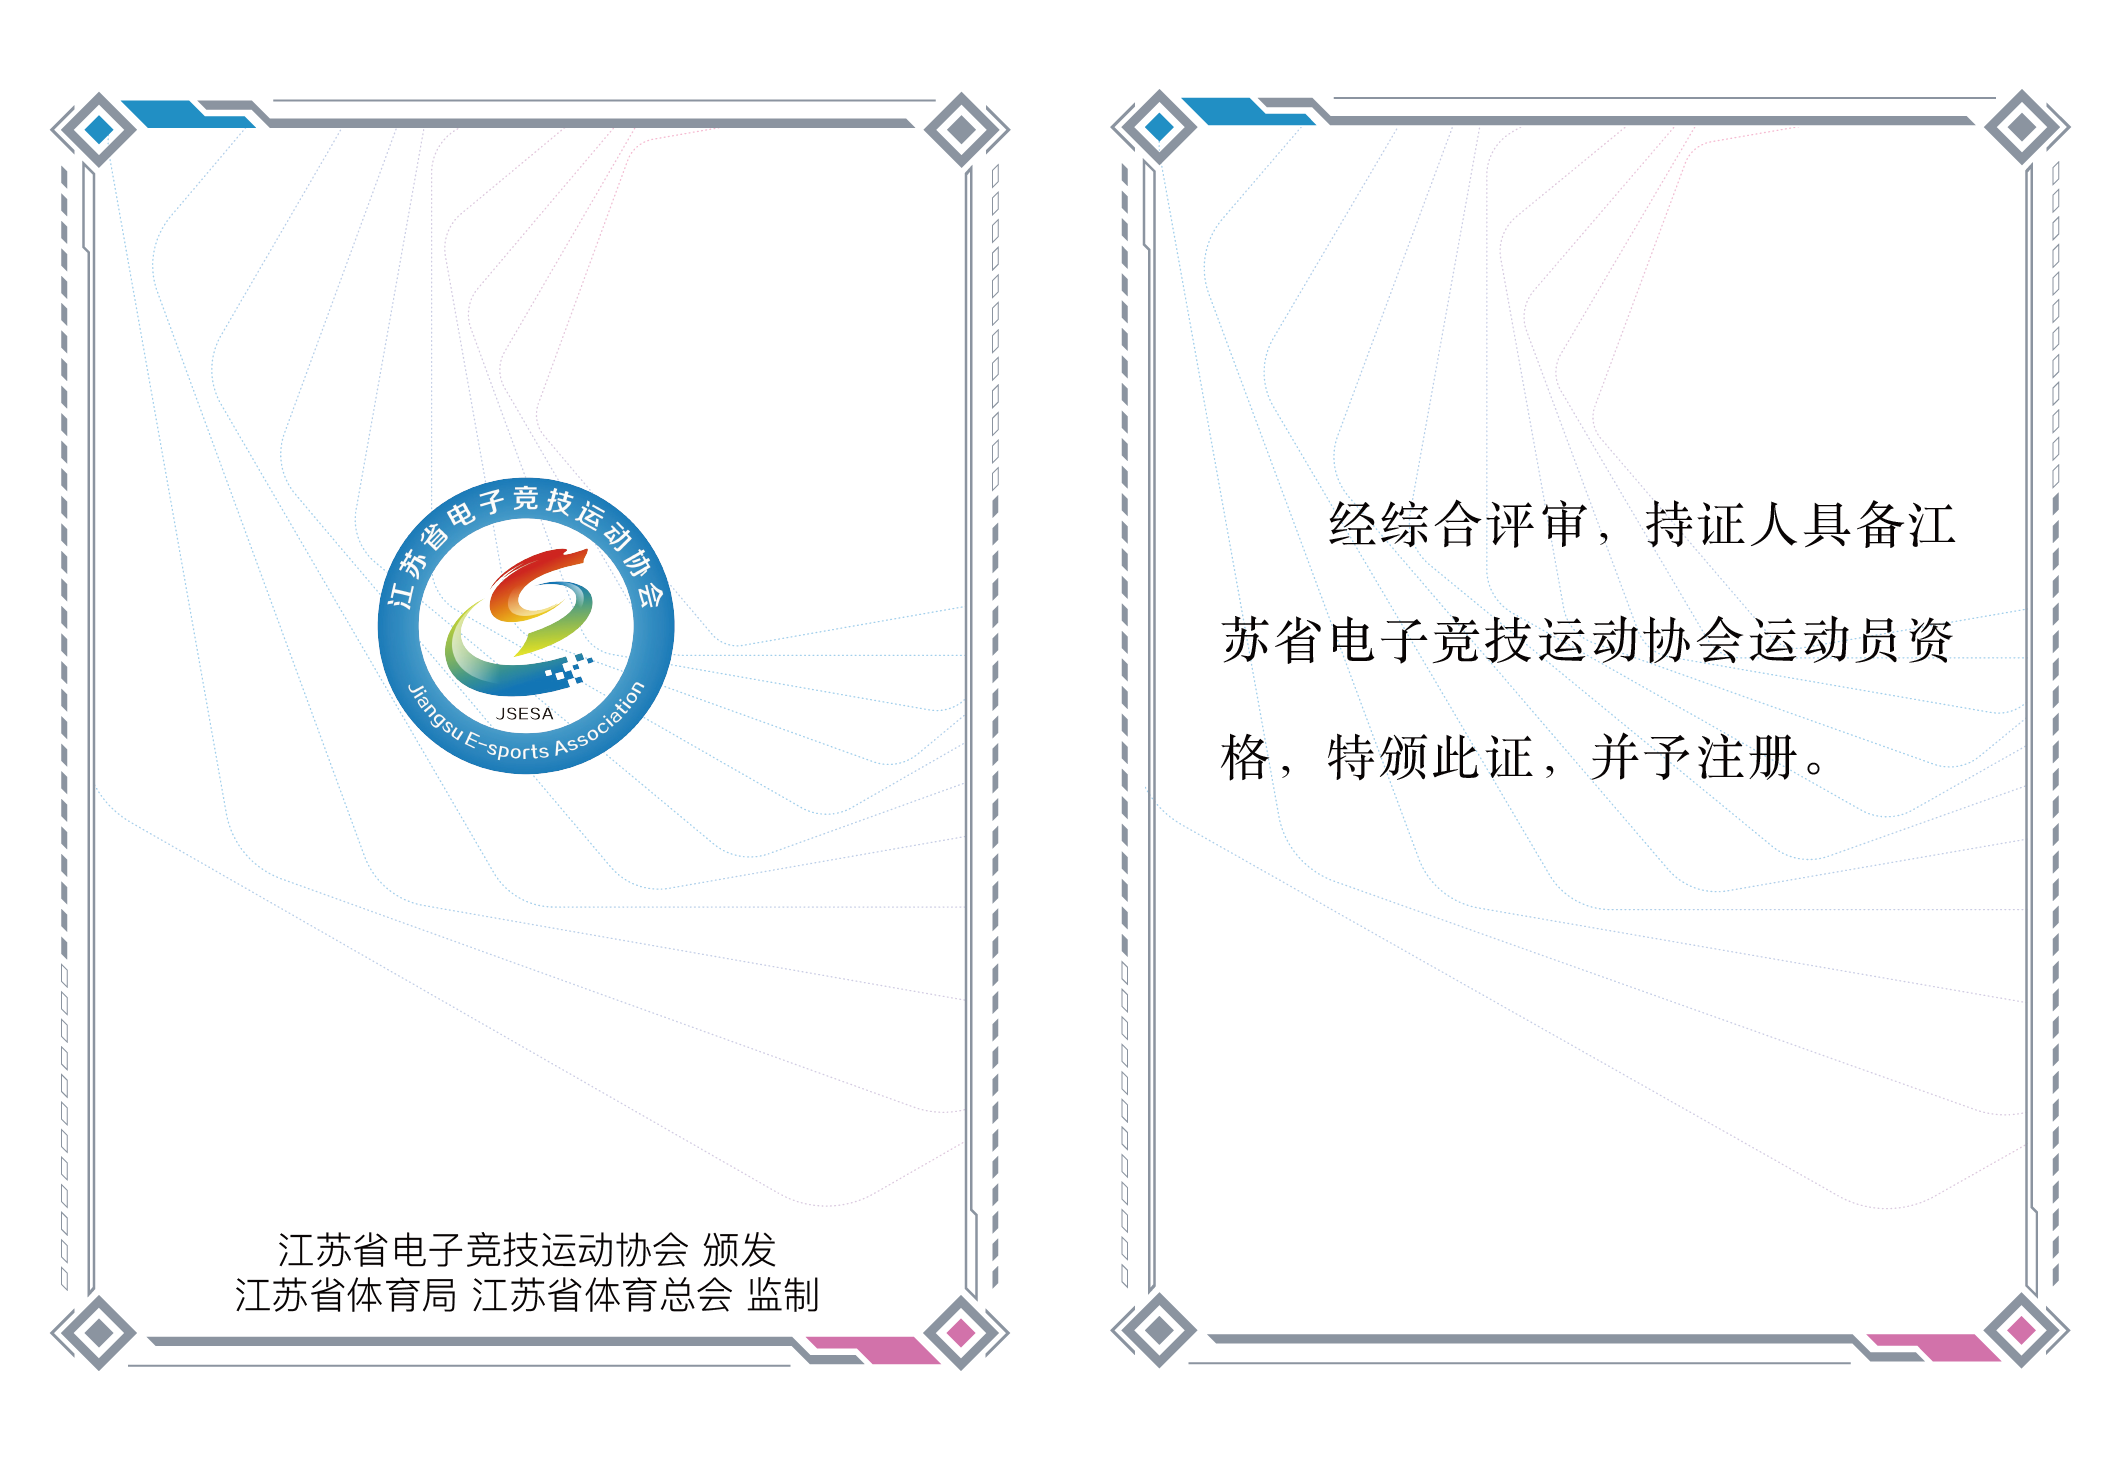 江苏省电子竞技运动协会
JSESA
Jiangsu E-sports Association
江苏省电子竞技运动协会 颁发
江苏省体育局 江苏省体育总会 监制
经综合评审，持证人具备江
苏省电子竞技运动协会运动员资
格，特颁此证，并予注册。